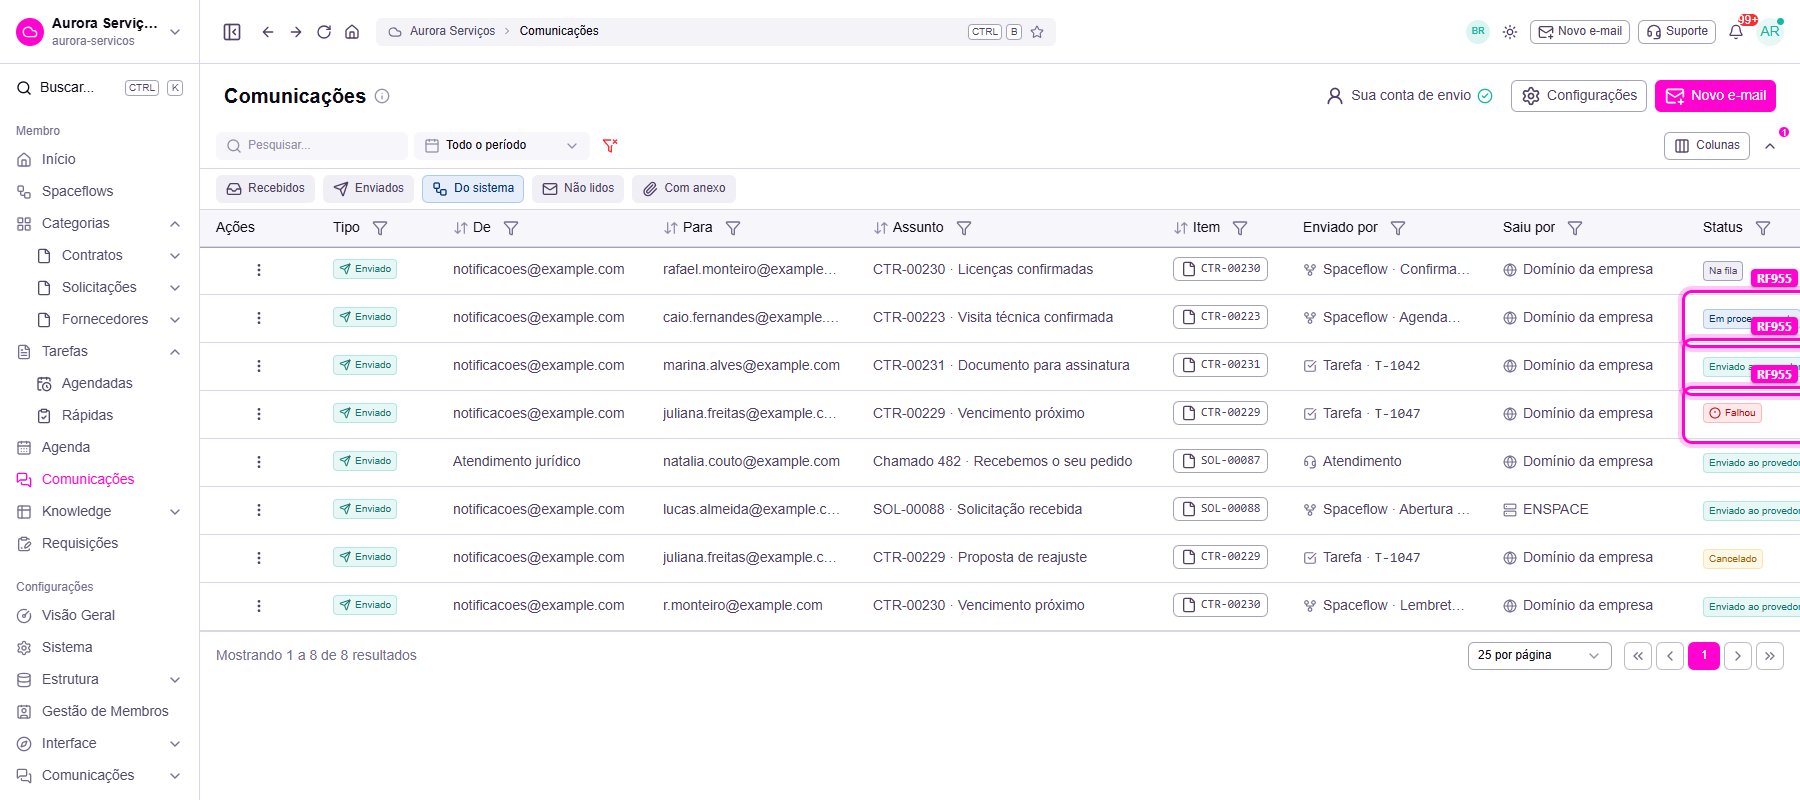 Aurora Serviç...
aurora-servicos
Aurora Serviços > Comunicações
CTRL B
BR
Novo e-mail
Suporte
99+
AR
Buscar...
CTRL K
Membro
Início
Spaceflows
Categorias
Contratos
Solicitações
Fornecedores
Tarefas
Agendadas
Rápidas
Agenda
Comunicações
Knowledge
Requisições
Configurações
Visão Geral
Sistema
Estrutura
Gestão de Membros
Interface
Comunicações
Comunicações
Sua conta de envio
Configurações
Novo e-mail
Pesquisar...
Todo o período
Colunas
1
Recebidos
Enviados
Do sistema
Não lidos
Com anexo
Ações Tipo De Para Assunto Item Enviado por Saiu por Status
Enviado notificacoes@example.com rafael.monteiro@example... CTR-00230 · Licenças confirmadas CTR-00230 Spaceflow · Confirma... Domínio da empresa Na fila
RF955
Enviado notificacoes@example.com caio.fernandes@example.... CTR-00223 · Visita técnica confirmada CTR-00223 Spaceflow · Agenda... Domínio da empresa Em proce
RF955
Enviado notificacoes@example.com marina.alves@example.com CTR-00231 · Documento para assinatura CTR-00231 Tarefa · T-1042 Domínio da empresa Enviado
RF955
Enviado notificacoes@example.com juliana.freitas@example.c... CTR-00229 · Vencimento próximo CTR-00229 Tarefa · T-1047 Domínio da empresa Falhou
Enviado Atendimento jurídico natalia.couto@example.com Chamado 482 · Recebemos o seu pedido SOL-00087 Atendimento Domínio da empresa Enviado ao provedor
Enviado notificacoes@example.com lucas.almeida@example.c... SOL-00088 · Solicitação recebida SOL-00088 Spaceflow · Abertura ... ENSPACE Enviado ao provedor
Enviado notificacoes@example.com juliana.freitas@example.c... CTR-00229 · Proposta de reajuste CTR-00229 Tarefa · T-1047 Domínio da empresa Cancelado
Enviado notificacoes@example.com r.monteiro@example.com CTR-00230 · Vencimento próximo CTR-00230 Spaceflow · Lembret... Domínio da empresa Enviado ao provedor
Mostrando 1 a 8 de 8 resultados
25 por página
1